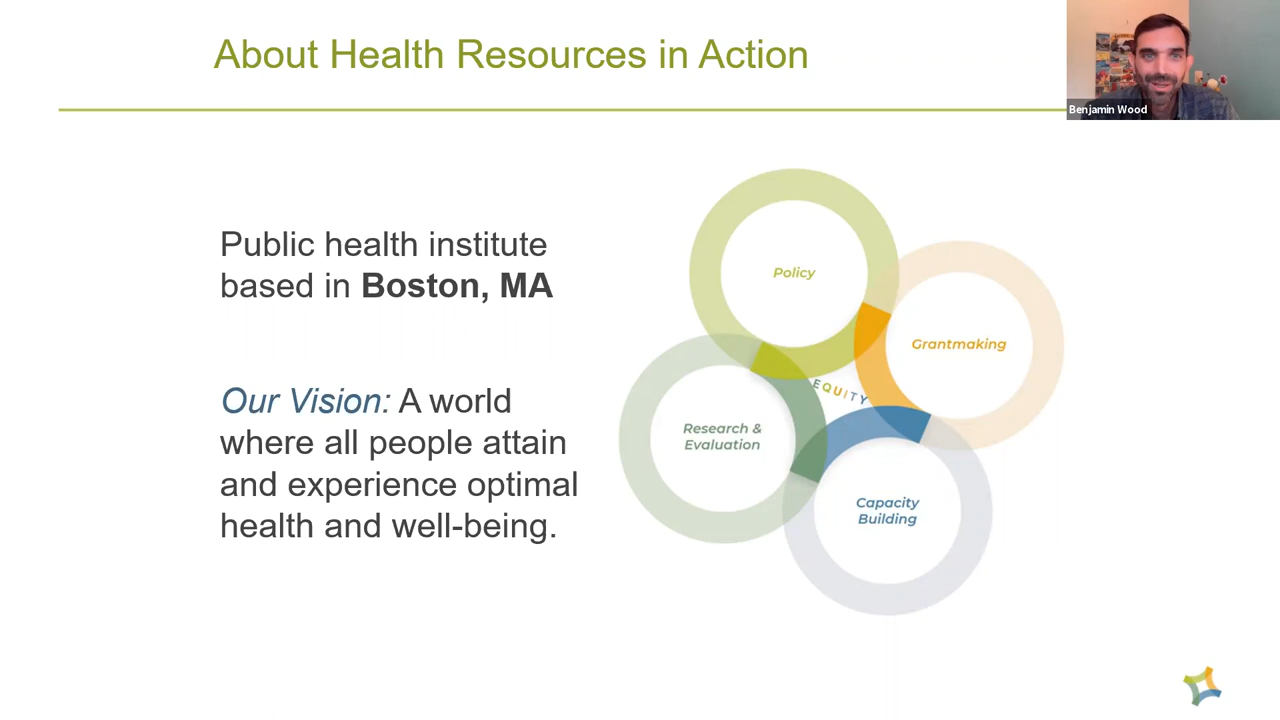 About Health Resources in Action
Benjamin Wood
Public health institute
based in Boston, MA
Our Vision: A world
where all people attain
and experience optimal
health and well-being.
Policy
Grantmaking
EQUITY
Research &
Evaluation
Capacity
Building